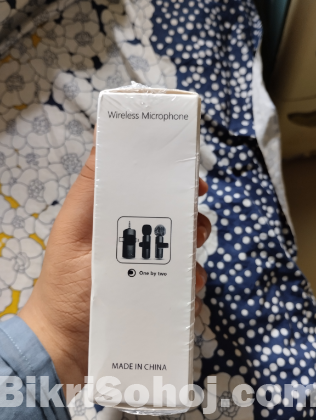 Wireless Microphone
One by two
MADE IN CHINA
BikriSohoj.com